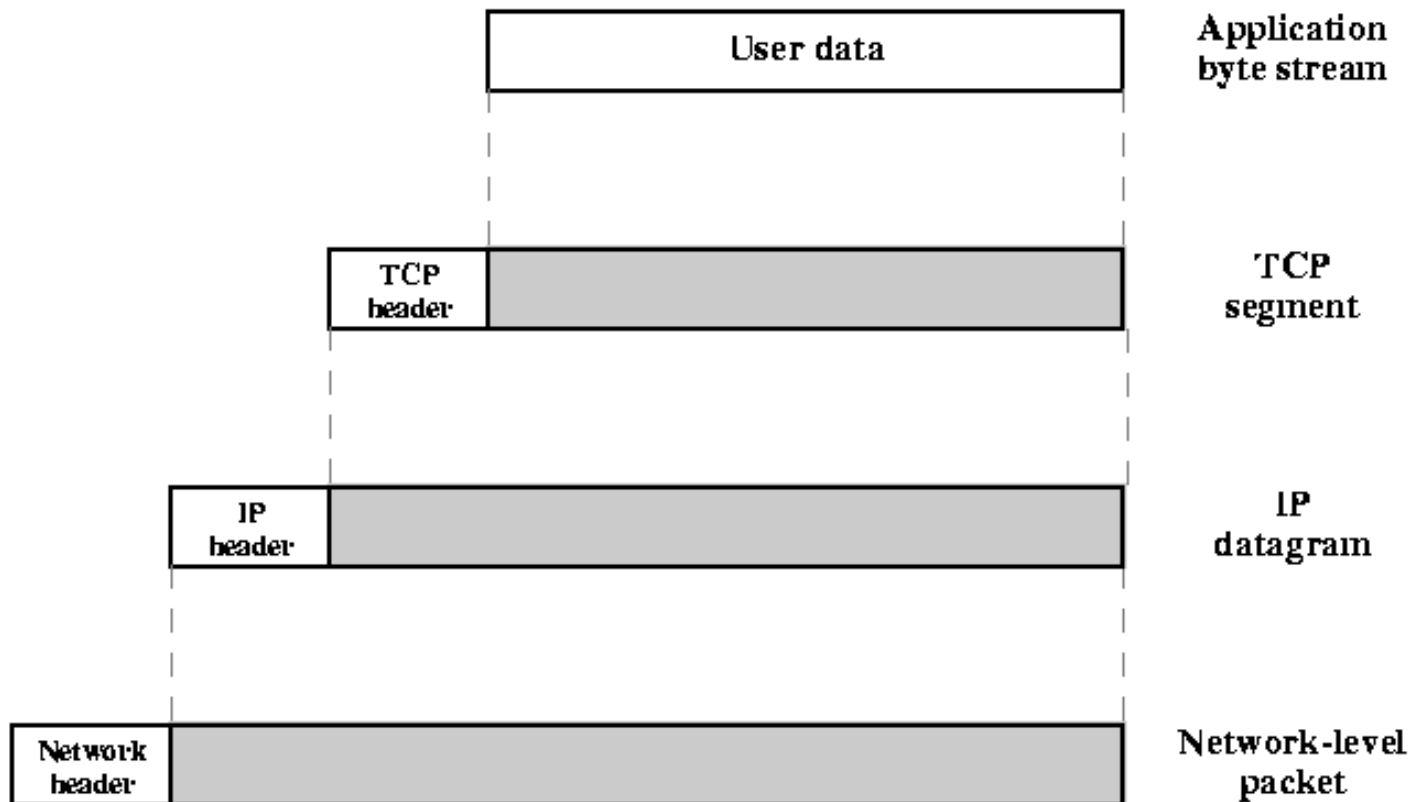 User data
Application
byte stream
TCP
header
TCP
segment
IP
header
IP
datagram
Network
header
Network-level
packet